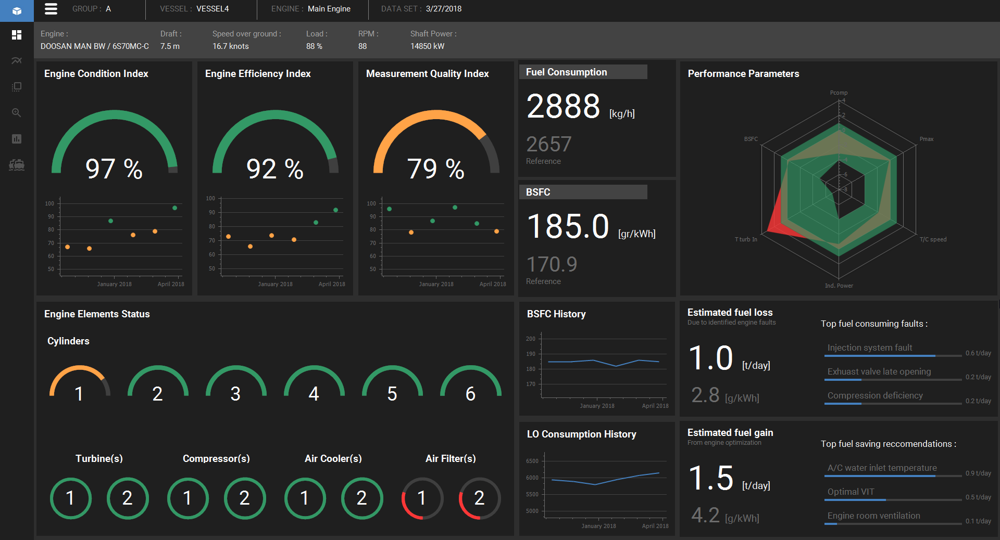 GROUP : A
VESSEL : VESSEL4
ENGINE : Main Engine
DATA SET : 3/27/2018
Engine :
DOOSAN MAN BW / 6S70MC-C
Draft :
7.5 m
Speed over ground :
16.7 knots
Load :
88 %
RPM :
88
Shaft Power :
14850 kW
Engine Condition Index
97 %
100
90
80
70
60
50
January 2018
April 2018
Engine Efficiency Index
92 %
100
90
80
70
60
50
January 2018
April 2018
Measurement Quality Index
79 %
100
90
80
70
60
50
January 2018
April 2018
Fuel Consumption
2888 [kg/h]
2657
Reference
BSFC
185.0 [gr/kWh]
170.9
Reference
Performance Parameters
Pcomp
4
2
0
-4
-6
-8
BSFC
Pmax
T turb In
T/C speed
Ind. Power
Engine Elements Status
Cylinders
1
2
3
4
5
6
Turbine(s)
1
2
Compressor(s)
1
2
Air Cooler(s)
1
2
Air Filter(s)
1
2
BSFC History
200
190
180
170
January 2018
April 2018
LO Consumption History
6500
6000
5500
5000
January 2018
April 2018
Estimated fuel loss
Due to identified engine faults
1.0 [t/day]
2.8 [g/kWh]
Top fuel consuming faults :
Injection system fault
0.6 t/day
Exhuast valve late opening
0.2 t/day
Compression deficiency
0.2 t/day
Estimated fuel gain
From engine optimization
1.5 [t/day]
4.2 [g/kWh]
Top fuel saving reccomendations :
A/C water inlet temperature
0.9 t/day
Optimal VIT
0.5 t/day
Engine room ventilation
0.1 t/day